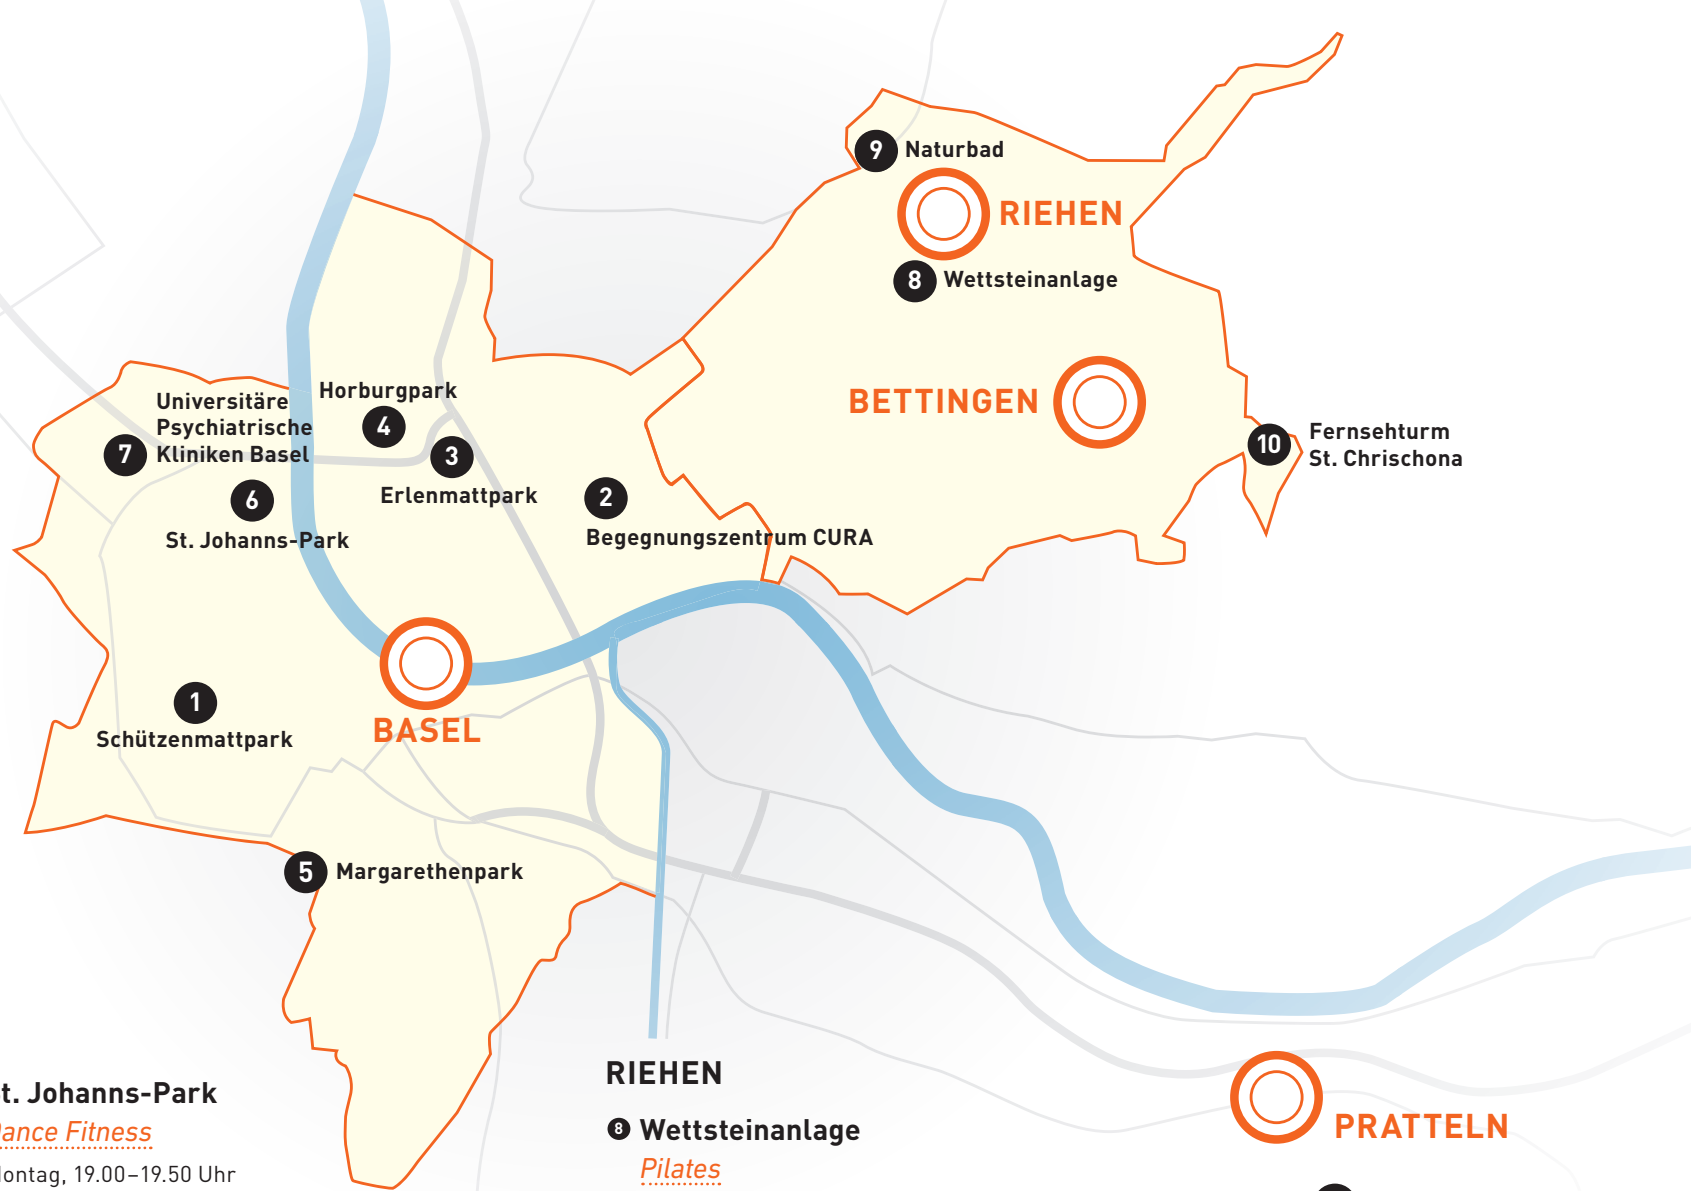 9 Naturbad
RIEHEN
8 Wettsteinanlage
BETTINGEN
10 Fernsehturm
St. Chrischona
Horburgpark
4
Universitäre
Psychiatrische
7 Kliniken Basel
3
Erlenmattpark
6
St. Johanns-Park
2
Begegnungszentrum CURA
1
Schützenmattpark
BASEL
5 Margarethenpark
t. Johanns-Park
ance Fitness
ontag, 19.00–19.50 Uhr
RIEHEN
8 Wettsteinanlage
Pilates
PRATTELN